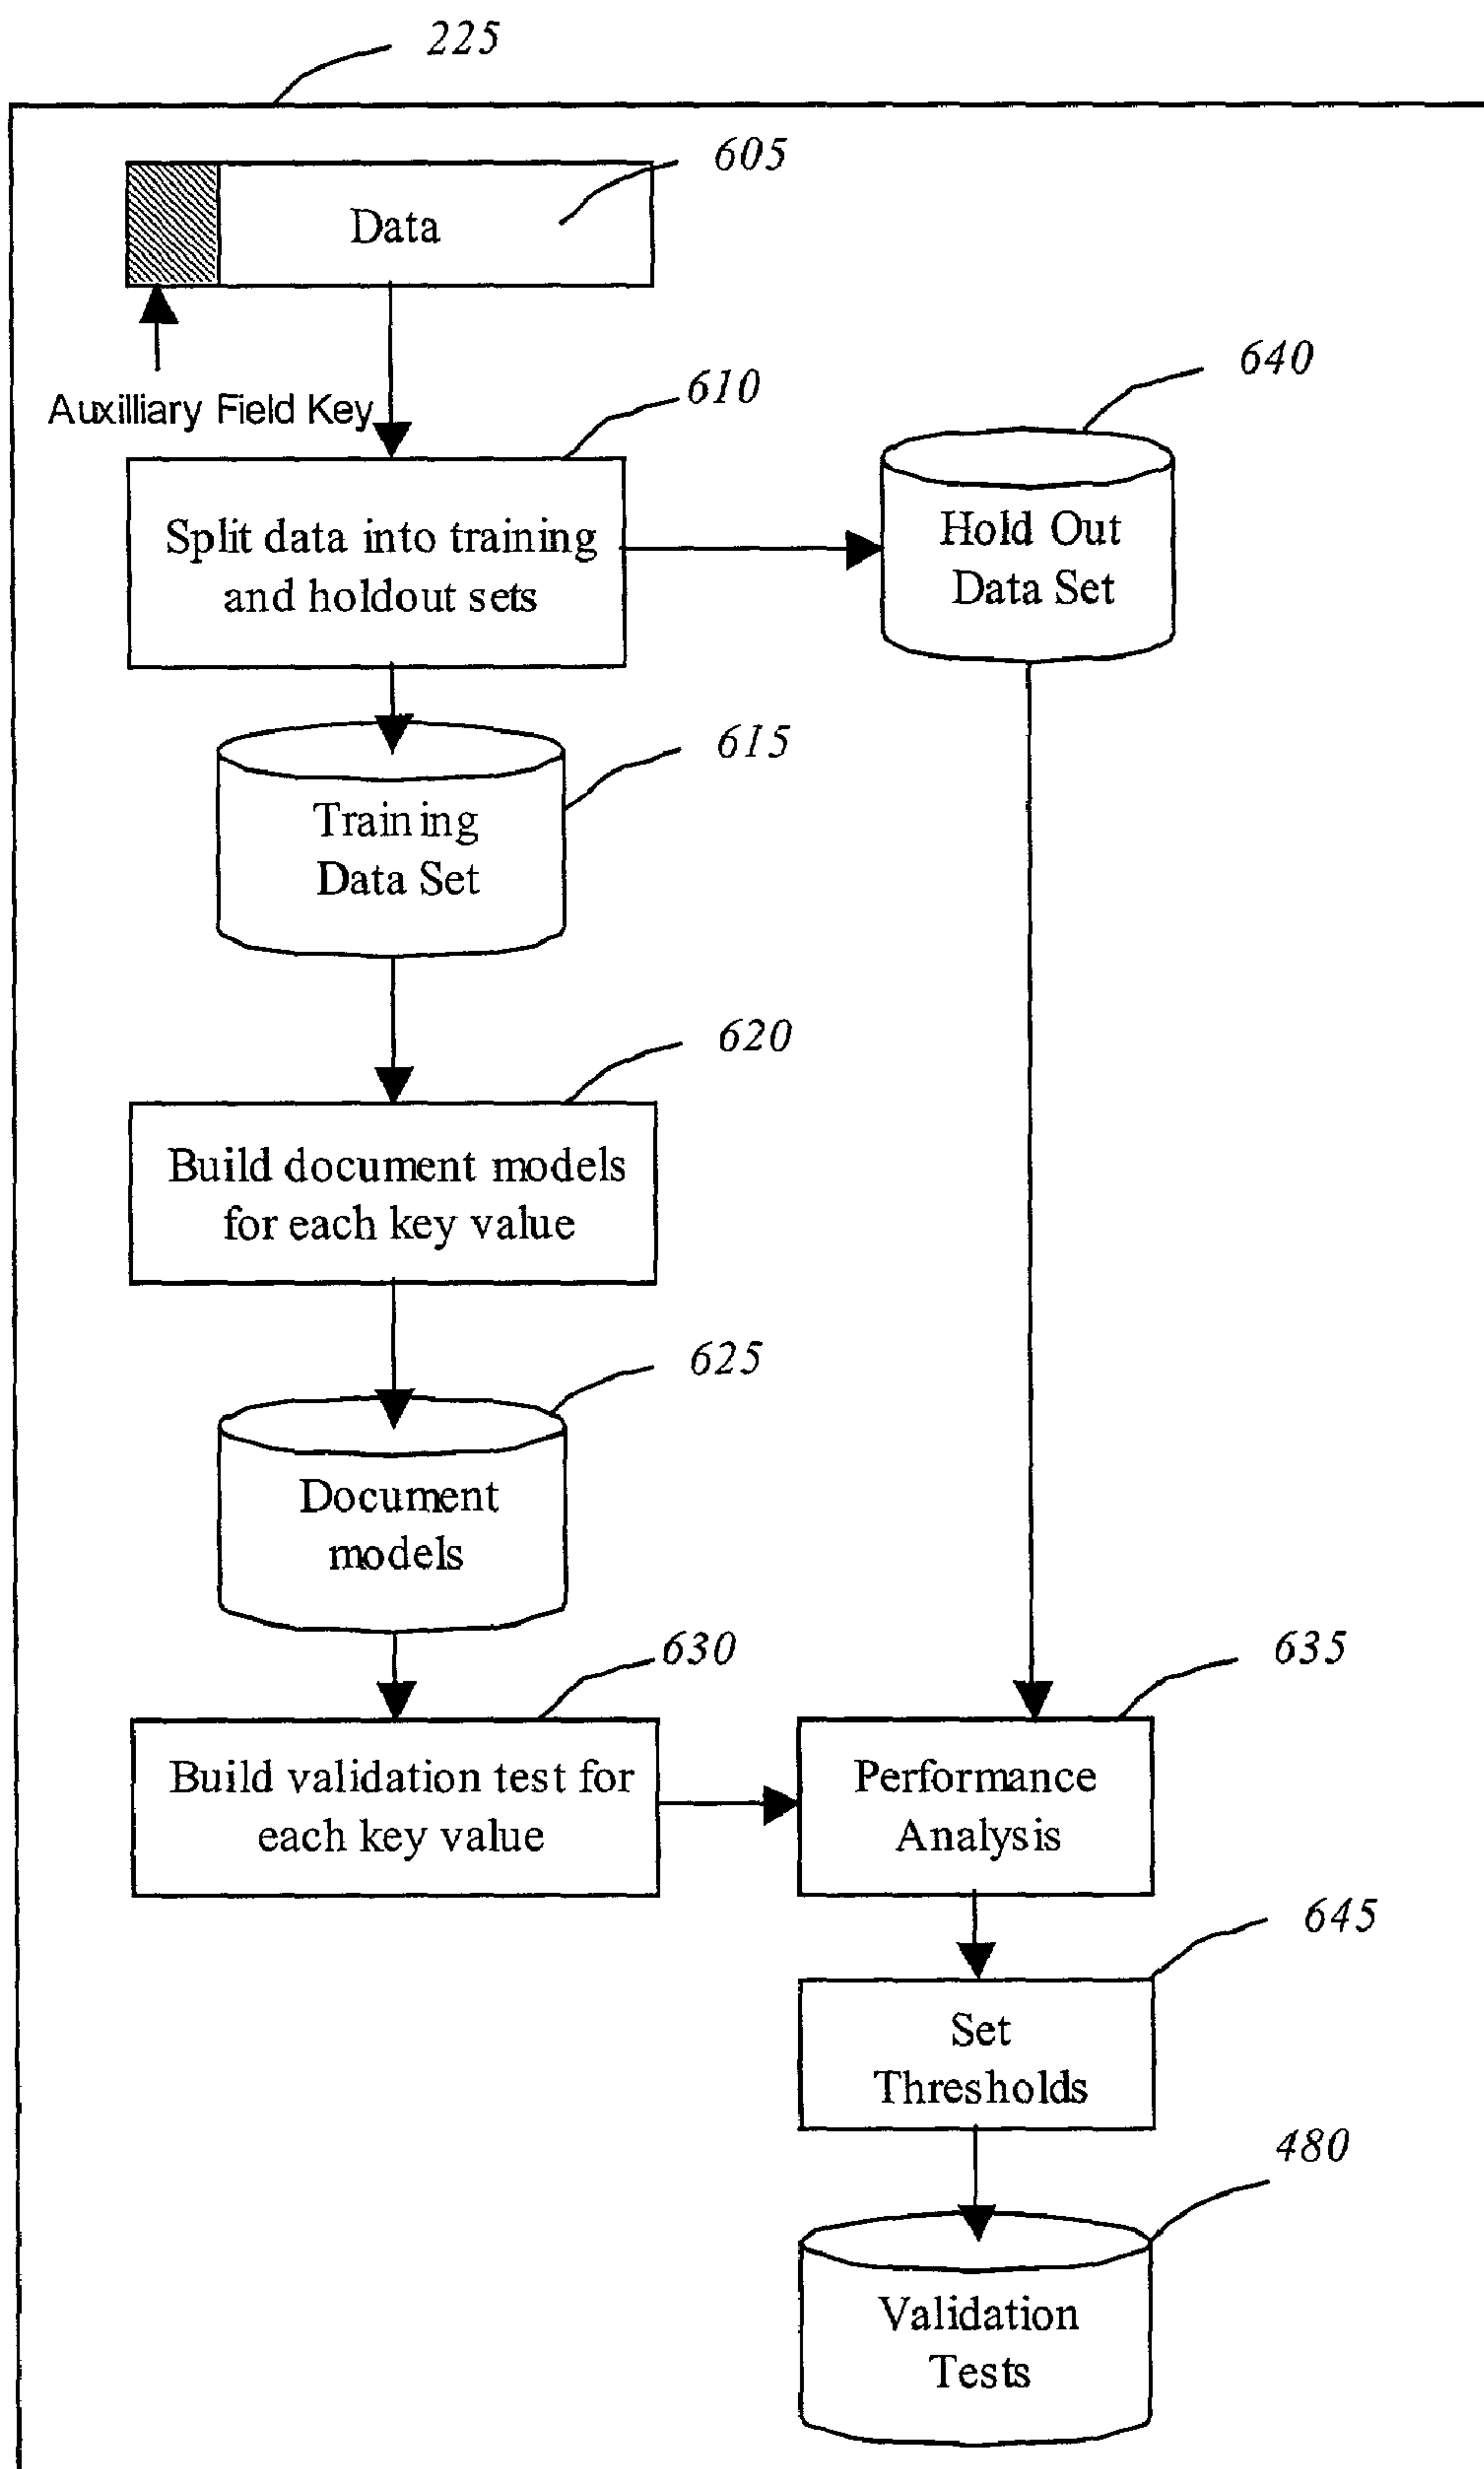 225
605
Data
Auxilliary Field Key
610
640
Split data into training
and holdout sets
Hold Out
Data Set
615
Training
Data Set
620
Build document models
for each key value
625
Document
models
630
635
Build validation test for
each key value
Performance
Analysis
645
Set
Thresholds
480
Validation
Tests